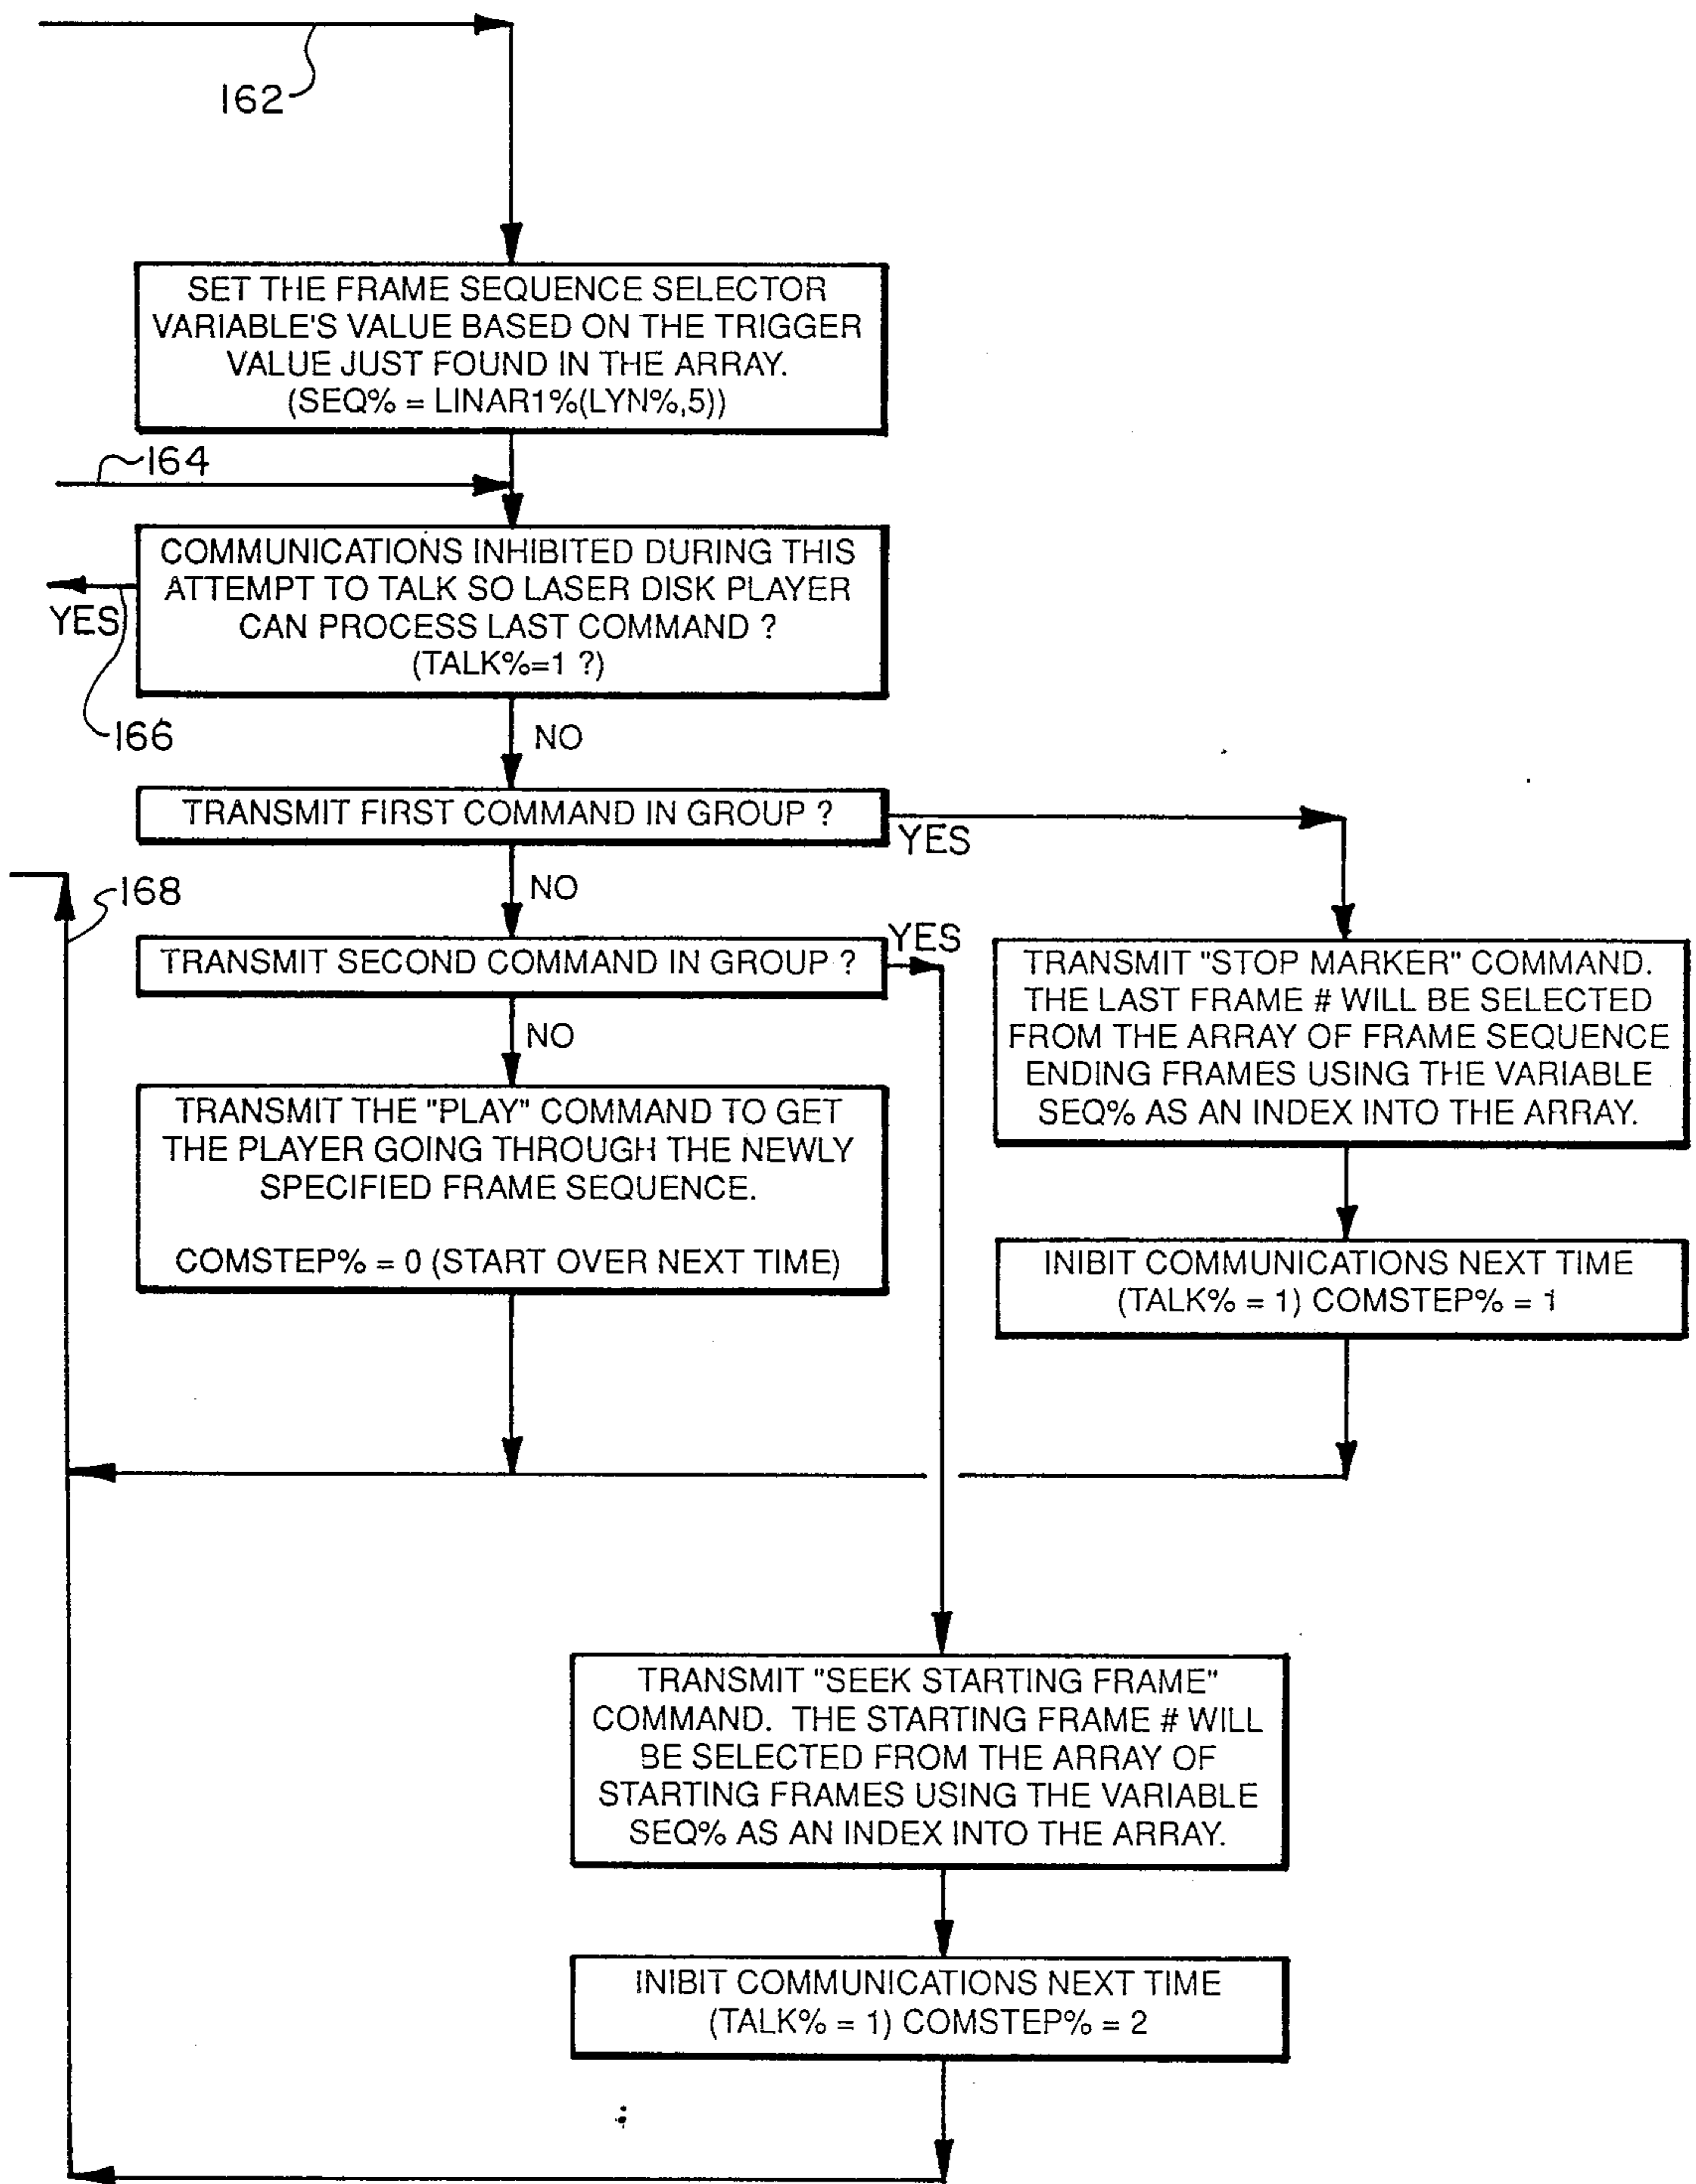 162
SET THE FRAME SEQUENCE SELECTOR
VARIABLE'S VALUE BASED ON THE TRIGGER
VALUE JUST FOUND IN THE ARRAY.
(SEQ% = LINAR1%(LYN%,5))
164
COMMUNICATIONS INHIBITED DURING THIS
ATTEMPT TO TALK SO LASER DISK PLAYER
CAN PROCESS LAST COMMAND ?
(TALK%=1 ?)
YES
166
NO
TRANSMIT FIRST COMMAND IN GROUP ?
YES
168
NO
TRANSMIT SECOND COMMAND IN GROUP ?
YES
TRANSMIT "STOP MARKER" COMMAND.
THE LAST FRAME # WILL BE SELECTED
FROM THE ARRAY OF FRAME SEQUENCE
ENDING FRAMES USING THE VARIABLE
SEQ% AS AN INDEX INTO THE ARRAY.
NO
TRANSMIT THE "PLAY" COMMAND TO GET
THE PLAYER GOING THROUGH THE NEWLY
SPECIFIED FRAME SEQUENCE.
COMSTEP% = 0 (START OVER NEXT TIME)
INIBIT COMMUNICATIONS NEXT TIME
(TALK% = 1) COMSTEP% = 1
TRANSMIT "SEEK STARTING FRAME"
COMMAND. THE STARTING FRAME # WILL
BE SELECTED FROM THE ARRAY OF
STARTING FRAMES USING THE VARIABLE
SEQ% AS AN INDEX INTO THE ARRAY.
INIBIT COMMUNICATIONS NEXT TIME
(TALK% = 1) COMSTEP% = 2